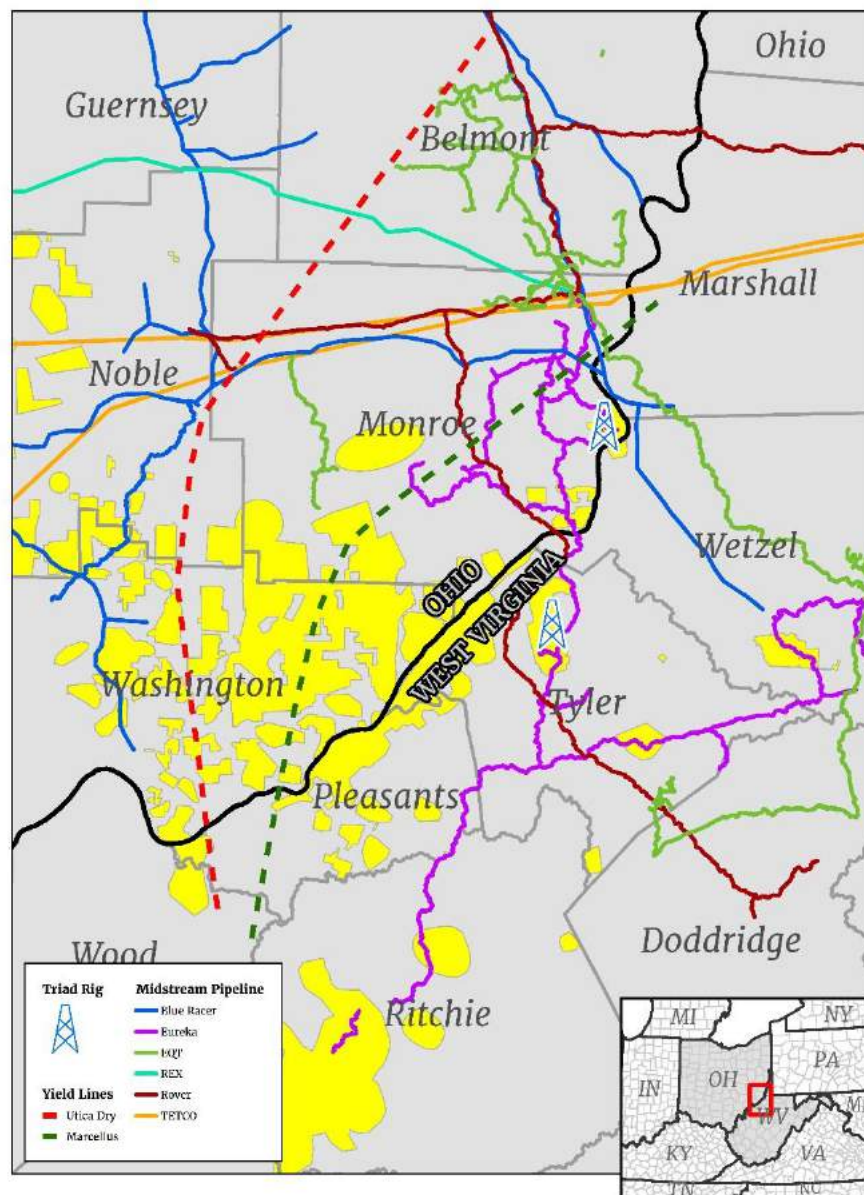 Ohio
Guernsey
Belmont
Marshall
Noble
Monroe
Wetzel
OHIO
WEST VIRGINIA
Washington
Tyler
Pleasants
Wood
Doddridge
Ritchie
Triad Rig
Midstream Pipeline
Blue Racer
Eureka
EQT
REX
Rover
TETCO
Yield Lines
Utica Dry
Marcellus
MI
NY
PA
IN
OH
WV
KY
VA